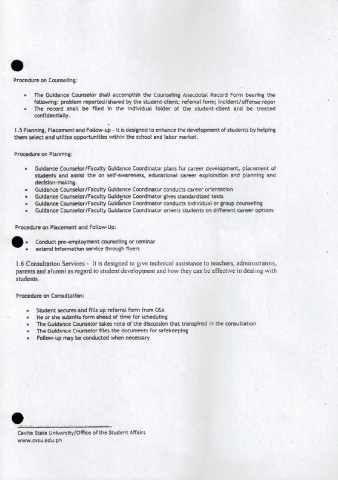 Procedure on Counseling:
• The Guidance Counselor shall accomplish the Counseling Anecdotal Record Form bearing the
following: problem reported/shared by the student-client; referral form; incident/offense repor
• The record shall be filed in the individual folder of the student-client and be treated
confidentially.
1.5 Planning, Placement and Follow-up - It is designed to enhance the development of students by helping
them select and utilize opportunities within the school and labor market.
Procedure on Planning:
• Guidance Counselor/Faculty Guidance Coordinator plans for career development, placement of
students and assist the on self-awareness, educational career exploration and planning and
decision-making.
• Guidance Counselor/Faculty Guidance Coordinator conducts career orientation
• Guidance Counselor/Faculty Guidance Coordinator gives standardized tests
• Guidance Counselor/Faculty Guidance Coordinator conducts individual or group counseling
• Guidance Counselor/Faculty Guidance Coordinator orients students on different career options
Procedure on Placement and Follow-Up:
• Conduct pre-employment counseling or seminar
• extend information service through flyers
1.6 Consultation Services - It is designed to give technical assistance to teachers, administrators,
parents and alumni as regard to student development and how they can be effective in dealing with
students.
Procedure on Consultation:
• Student secures and fills up referral form from OSA
• He or she submits form ahead of time for scheduling
• The Guidance Counselor takes note of the discussion that transpired in the consultation
• The Guidance Counselor files the documents for safekeeping
• Follow-up may be conducted when necessary
Cavite State University/Office of the Student Affairs
www.cvsu.edu.ph